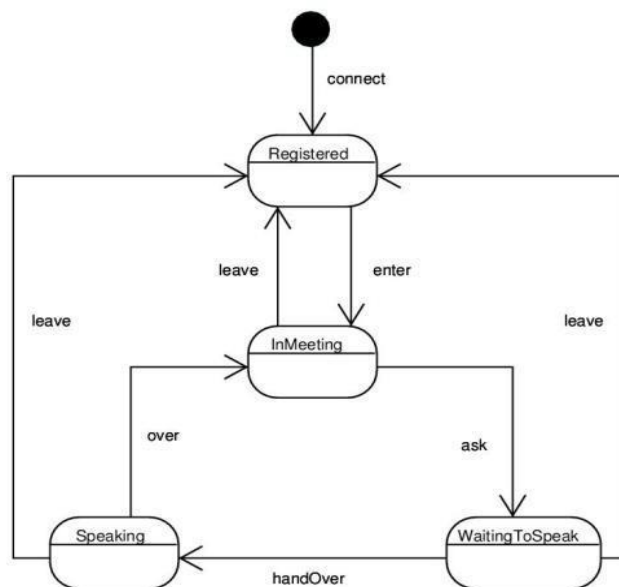 connect
Registered
leave
enter
leave
leave
InMeeting
over
ask
Speaking
WaitingToSpeak
handOver